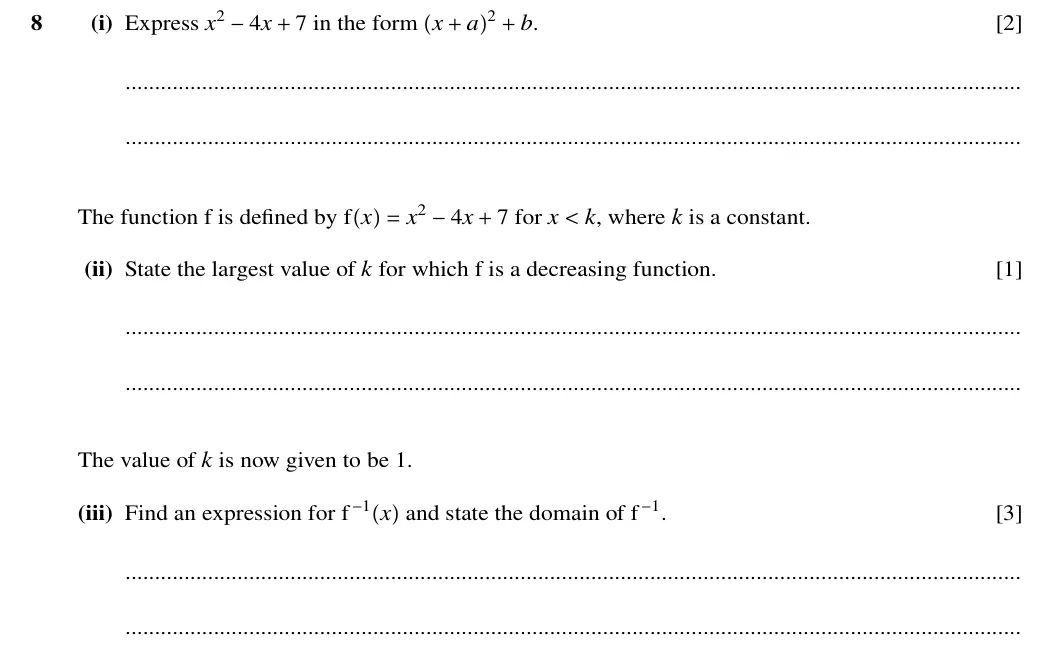 8 (i) Express x² − 4x + 7 in the form (x + a)² + b. [2]
................................................................................
................................................................................
The function f is defined by f(x) = x² − 4x + 7 for x < k, where k is a constant.
(ii) State the largest value of k for which f is a decreasing function. [1]
................................................................................
................................................................................
The value of k is now given to be 1.
(iii) Find an expression for f⁻¹(x) and state the domain of f⁻¹. [3]
................................................................................
................................................................................